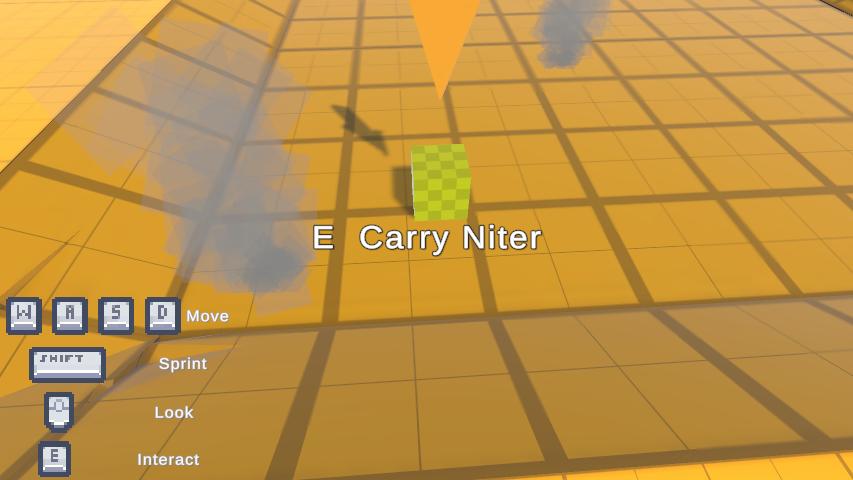 E Carry Niter
W A S D Move
SHIFT Sprint
Look
E Interact